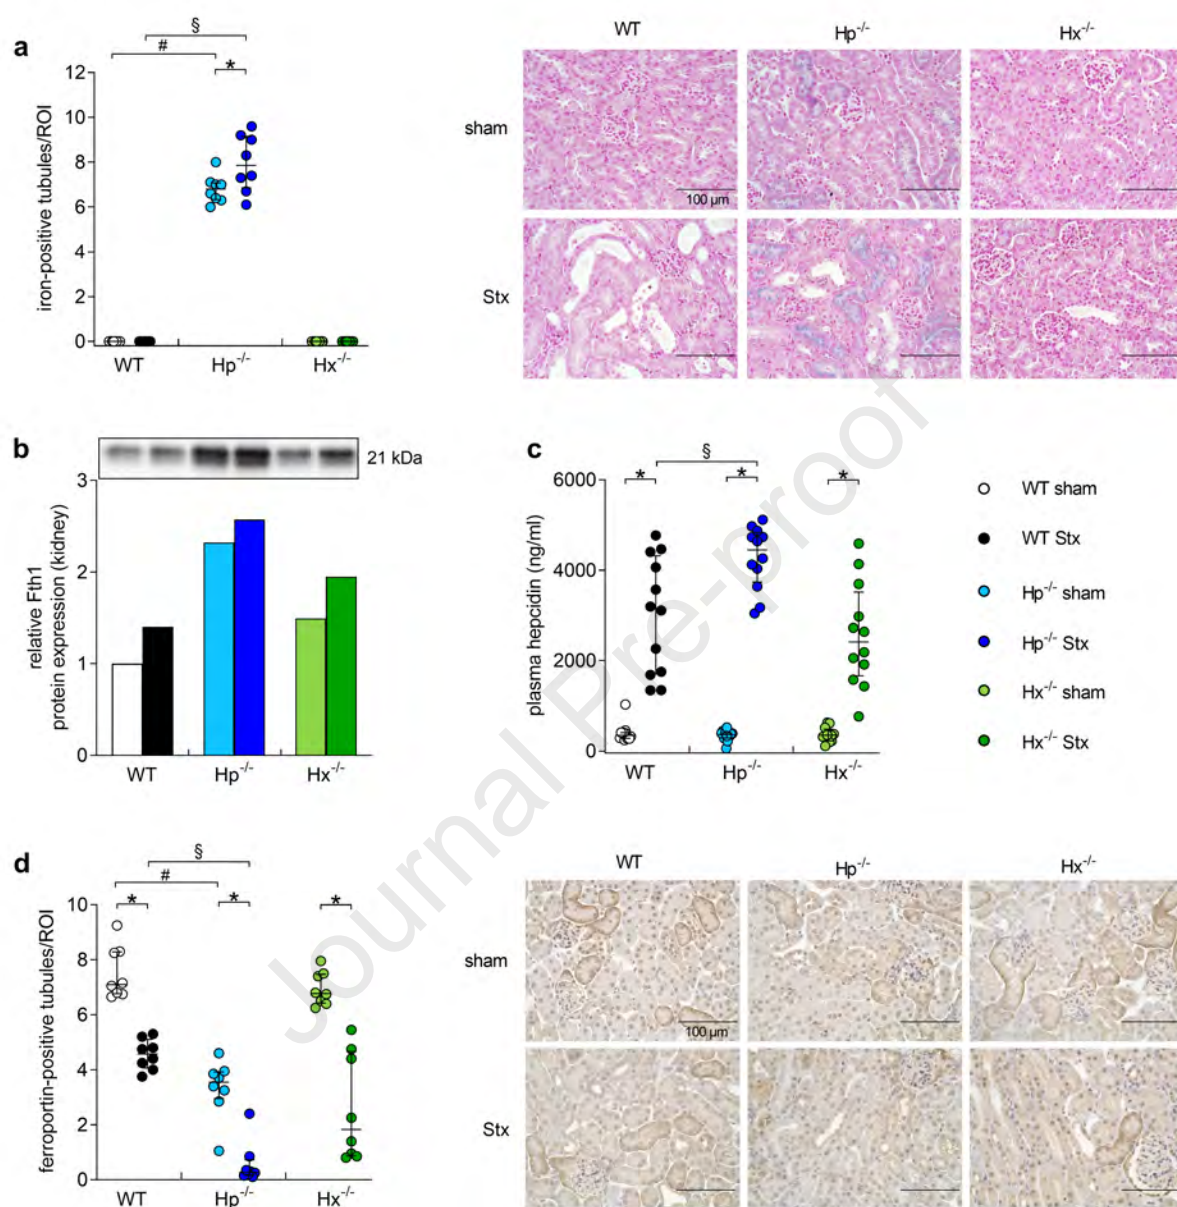 a
§
#
*
12
10
8
6
4
2
0
iron-positive tubules/ROI
WT Hp-/- Hx-/-
WT Hp-/- Hx-/-
sham
100 µm
Stx
b
21 kDa
3
2
1
0
relative Fth1
protein expression (kidney)
WT Hp-/- Hx-/-
c
§
* * *
6000
4000
2000
0
plasma hepcidin (ng/ml)
WT Hp-/- Hx-/-
WT sham
WT Stx
Hp-/- sham
Hp-/- Stx
Hx-/- sham
Hx-/- Stx
d
§
#
* * *
10
8
6
4
2
0
ferroportin-positive tubules/ROI
WT Hp-/- Hx-/-
WT Hp-/- Hx-/-
sham
100 µm
Stx
Journal Pre-proof